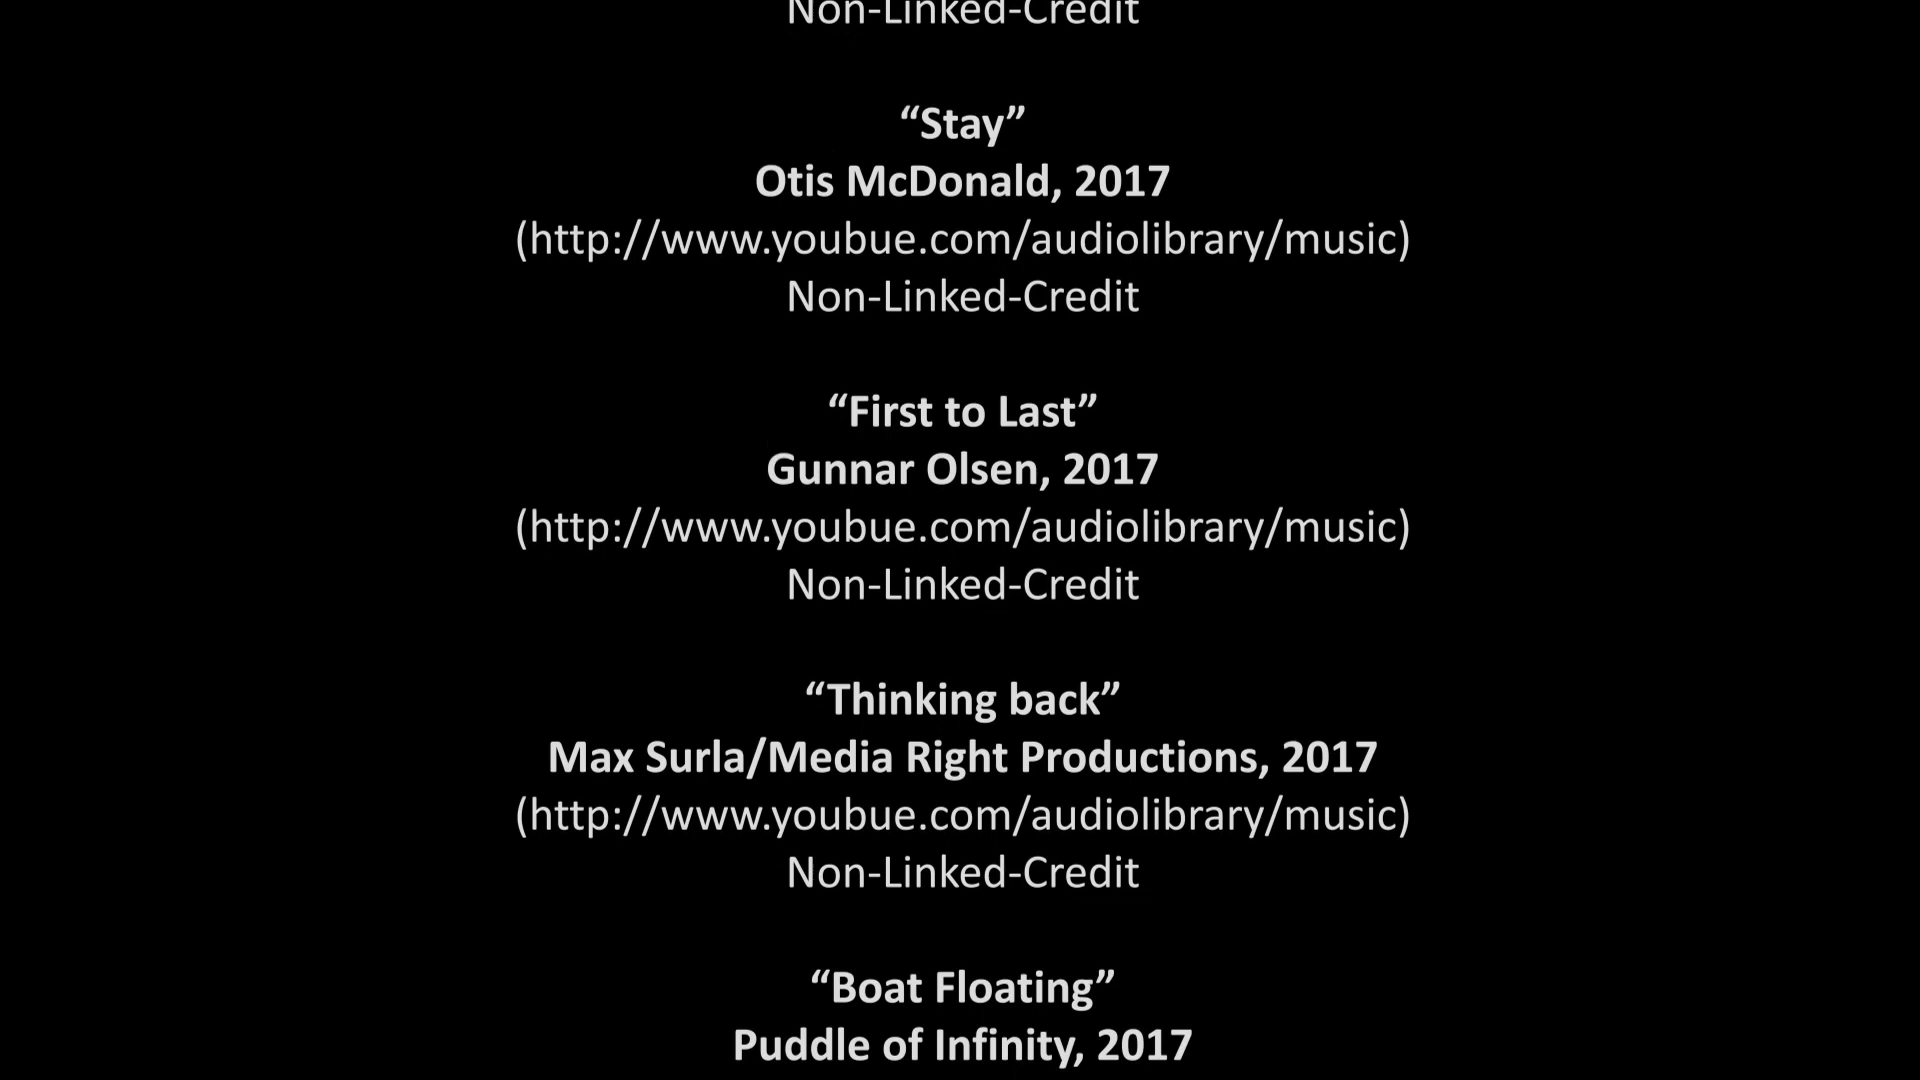 Non-Linked-Credit
“Stay”
Otis McDonald, 2017
(http://www.youbue.com/audiolibrary/music)
Non-Linked-Credit
“First to Last”
Gunnar Olsen, 2017
(http://www.youbue.com/audiolibrary/music)
Non-Linked-Credit
“Thinking back”
Max Surla/Media Right Productions, 2017
(http://www.youbue.com/audiolibrary/music)
Non-Linked-Credit
“Boat Floating”
Puddle of Infinity, 2017